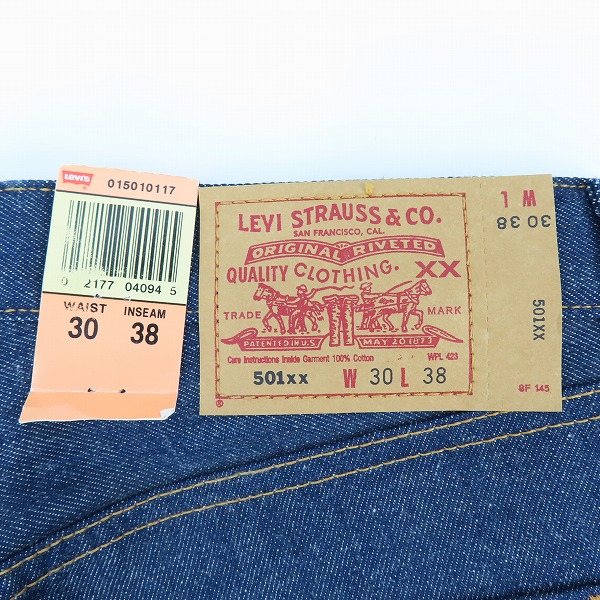 Levi's
015010117
0 2177 04094 5
WAIST INSEAM
30 38
LEVI STRAUSS & CO.
SAN FRANCISCO, CAL.
ORIGINAL RIVETED
QUALITY CLOTHING. XX
TRADE MARK
PATENTED IN U.S. MAY 20 1873
Care Instructions Inside Garment 100% Cotton WPL 423
501xx W 30 L 38
®
W L
30 38
501XX
SF 145